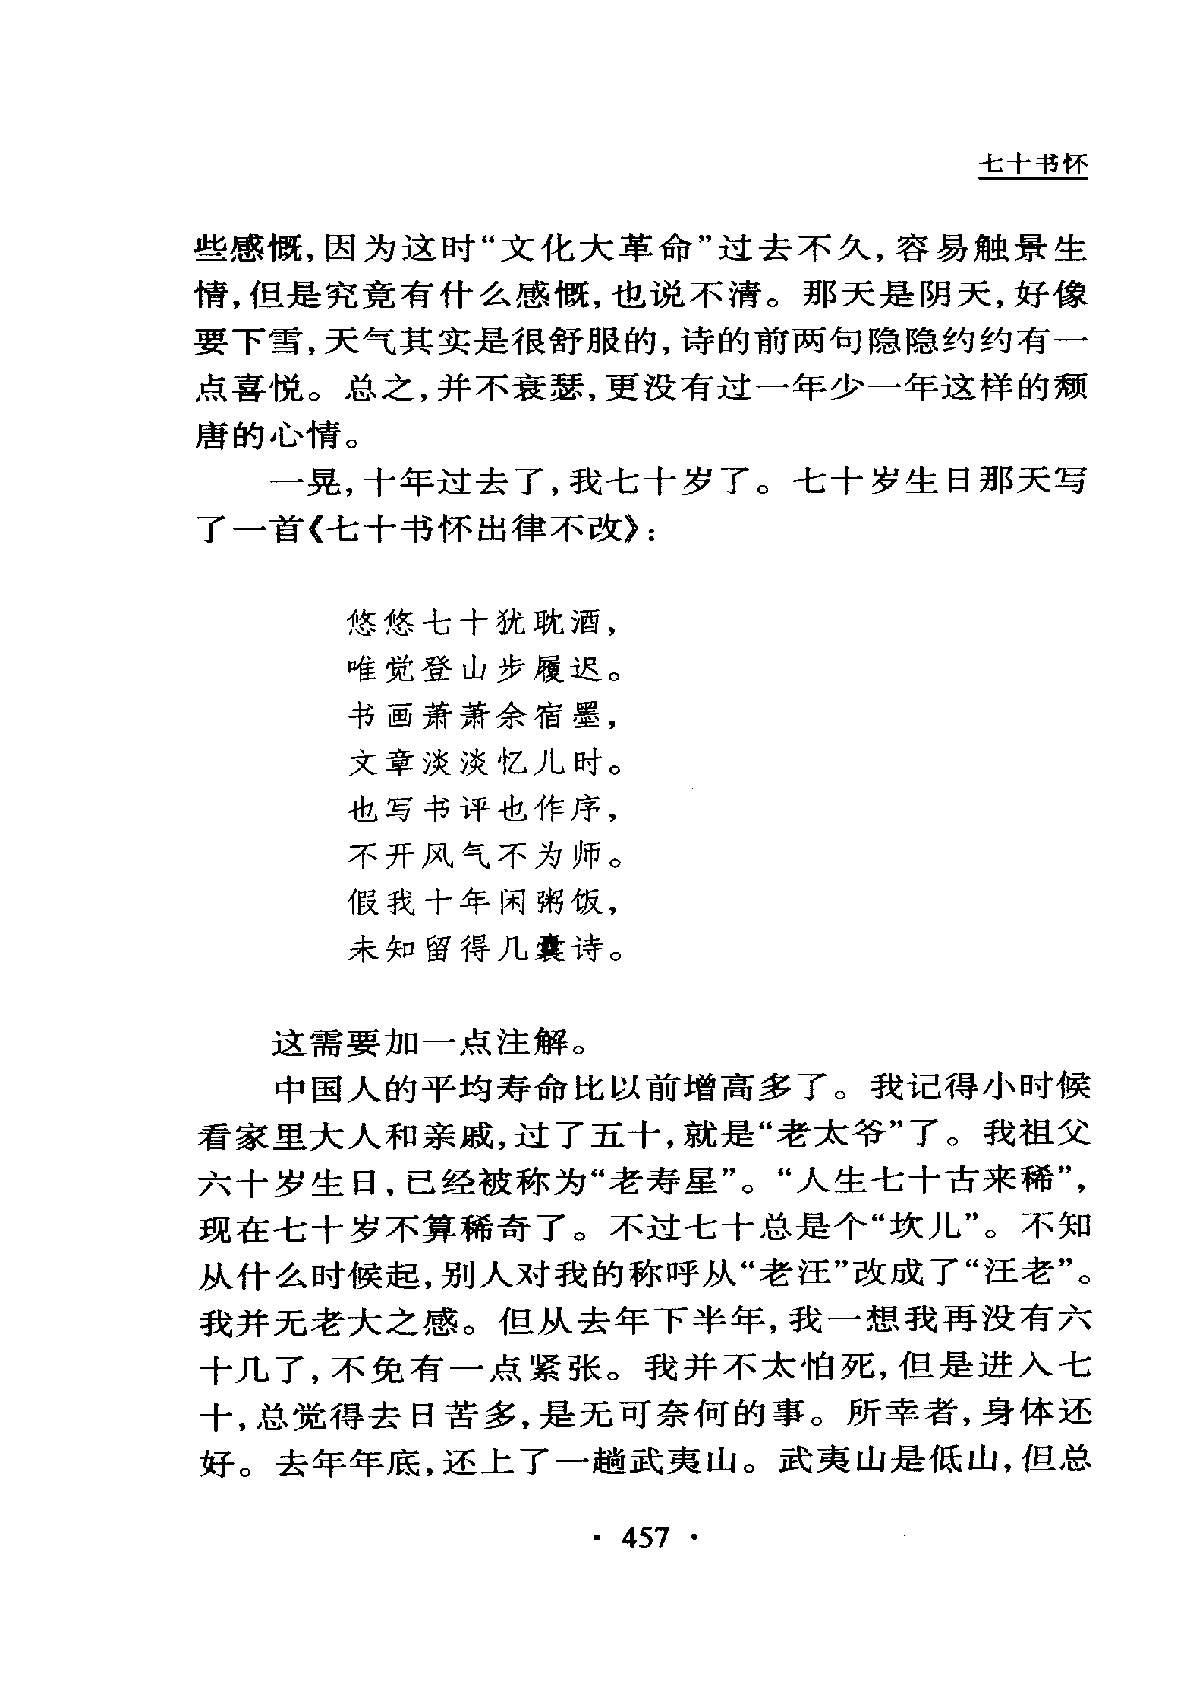 七十书怀
些感慨,因为这时“文化大革命”过去不久,容易触景生
情,但是究竟有什么感慨,也说不清。那天是阴天,好像
要下雪,天气其实是很舒服的,诗的前两句隐隐约约有一
点喜悦。总之,并不衰瑟,更没有过一年少一年这样的颓
唐的心情。
一晃,十年过去了,我七十岁了。七十岁生日那天写
了一首《七十书怀出律不改》:
悠悠七十犹耽酒,
唯觉登山步履迟。
书画萧萧余宿墨,
文章淡淡忆儿时。
也写书评也作序,
不开风气不为师。
假我十年闲粥饭,
未知留得几囊诗。
这需要加一点注解。
中国人的平均寿命比以前增高多了。我记得小时候
看家里大人和亲戚,过了五十,就是“老太爷”了。我祖父
六十岁生日,已经被称为“老寿星”。“人生七十古来稀”,
现在七十岁不算稀奇了。不过七十总是个“坎儿”。不知
从什么时候起,别人对我的称呼从“老汪”改成了“汪老”。
我并无老大之感。但从去年下半年,我一想我再没有六
十几了,不免有一点紧张。我并不太怕死,但是进入七
十,总觉得去日苦多,是无可奈何的事。所幸者,身体还
好。去年年底,还上了一趟武夷山。武夷山是低山,但总
· 457 ·